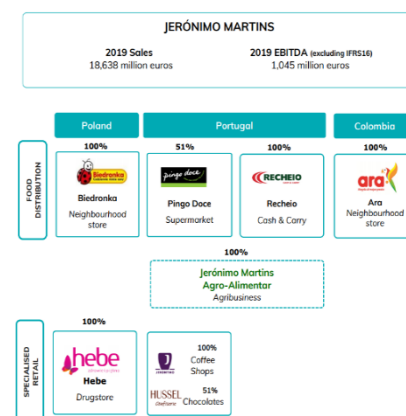 JERÓNIMO MARTINS
2019 Sales
18,638 million euros
2019 EBITDA (excluding IFRS16)
1,045 million euros
Poland
Portugal
Colombia
FOOD
DISTRIBUTION
100%
Biedronka
Biedronka
Neighbourhood
store
51%
pingo doce
Pingo Doce
Supermarket
100%
RECHEIO
Recheio
Cash & Carry
100%
ara
Ara
Neighbourhood
store
100%
Jerónimo Martins
Agro-Alimentar
Agribusiness
SPECIALISED
RETAIL
100%
hebe
Hebe
Drugstore
100%
Coffee
Shops
HUSSEL
51%
Chocolates